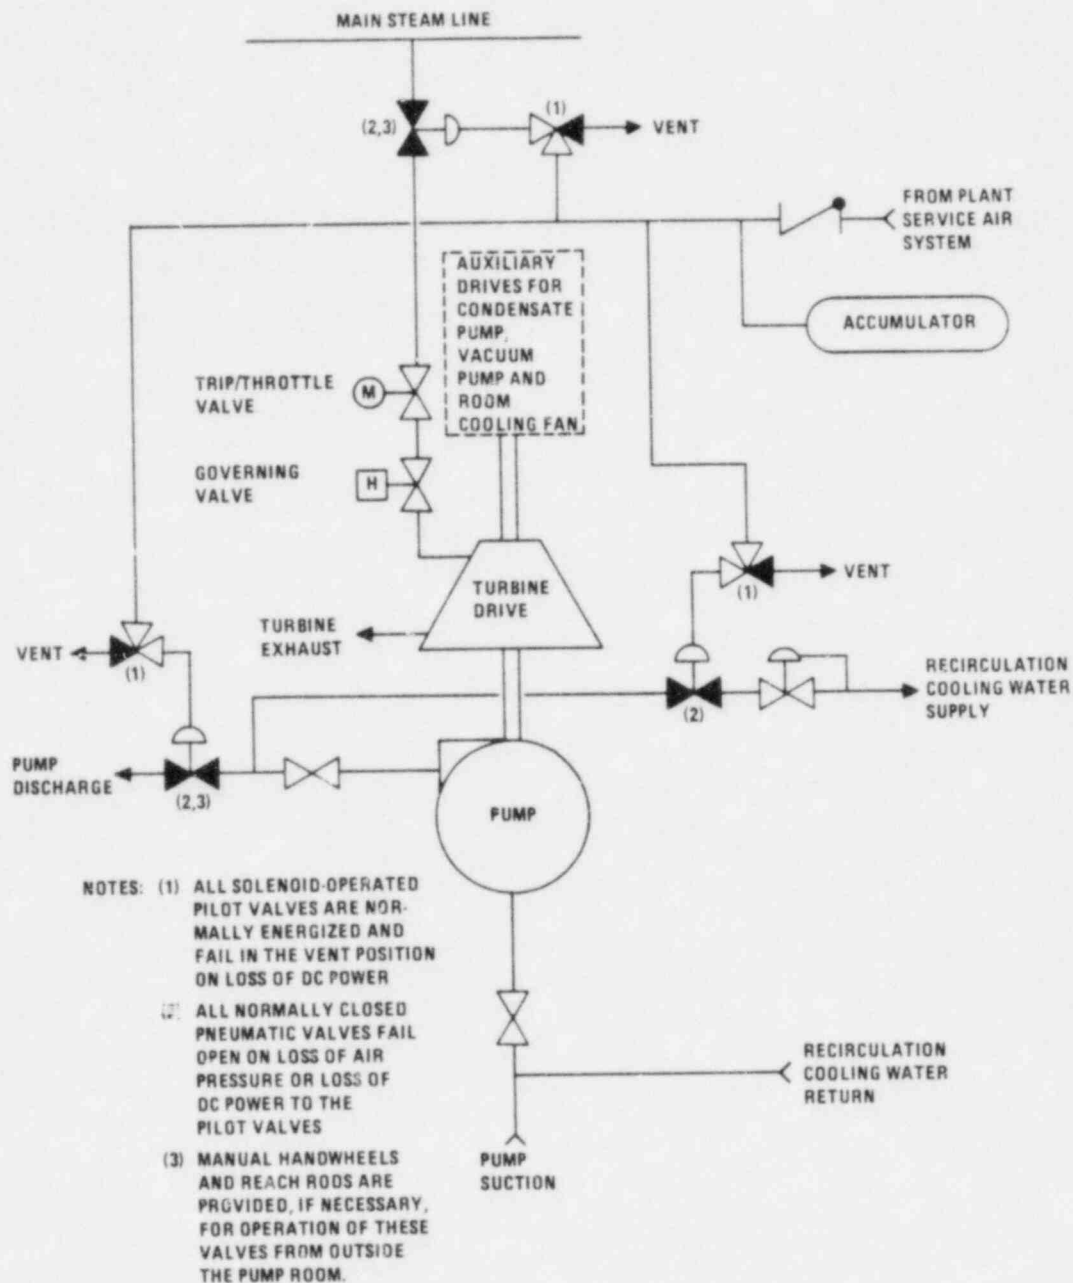 MAIN STEAM LINE
(1)
(2,3)
VENT
FROM PLANT
SERVICE AIR
SYSTEM
AUXILIARY
DRIVES FOR
CONDENSATE
PUMP,
VACUUM
PUMP AND
ROOM
COOLING FAN
ACCUMULATOR
TRIP/THROTTLE
VALVE
M
GOVERNING
VALVE
H
TURBINE
DRIVE
VENT
(1)
TURBINE
EXHAUST
VENT
(1)
RECIRCULATION
COOLING WATER
SUPPLY
(2)
PUMP
DISCHARGE
(2,3)
PUMP
NOTES: (1) ALL SOLENOID-OPERATED
PILOT VALVES ARE NOR-
MALLY ENERGIZED AND
FAIL IN THE VENT POSITION
ON LOSS OF DC POWER
ALL NORMALLY CLOSED
PNEUMATIC VALVES FAIL
OPEN ON LOSS OF AIR
PRESSURE OR LOSS OF
DC POWER TO THE
PILOT VALVES
(3) MANUAL HANDWHEELS
AND REACH RODS ARE
PROVIDED, IF NECESSARY,
FOR OPERATION OF THESE
VALVES FROM OUTSIDE
THE PUMP ROOM.
RECIRCULATION
COOLING WATER
RETURN
PUMP
SUCTION